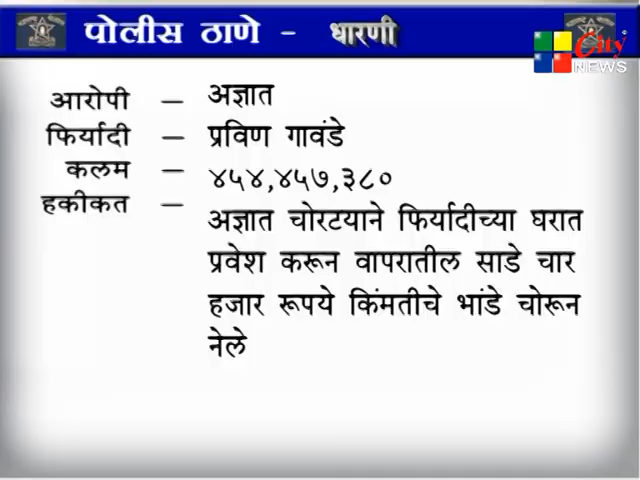 पोलीस ठाणे - धारणी
City NEWS
आरोपी – अज्ञात
फिर्यादी – प्रविण गावंडे
कलम – ४५४,४५७,३८०
हकीकत –
अज्ञात चोरटयाने फिर्यादीच्या घरात
प्रवेश करून वापरातील साडे चार
हजार रूपये किंमतीचे भांडे चोरून
नेले